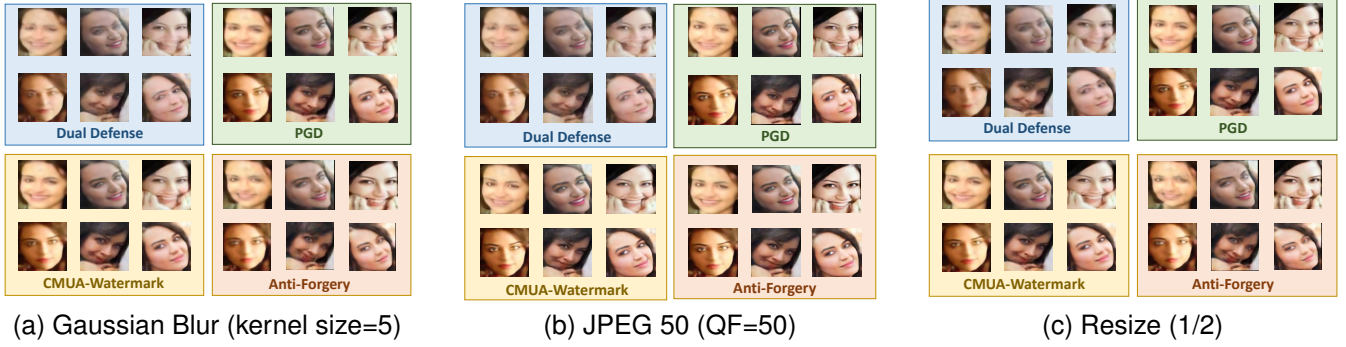 Dual Defense
PGD
CMUA-Watermark
Anti-Forgery
(a) Gaussian Blur (kernel size=5)
Dual Defense
PGD
CMUA-Watermark
Anti-Forgery
(b) JPEG 50 (QF=50)
Dual Defense
PGD
CMUA-Watermark
Anti-Forgery
(c) Resize (1/2)